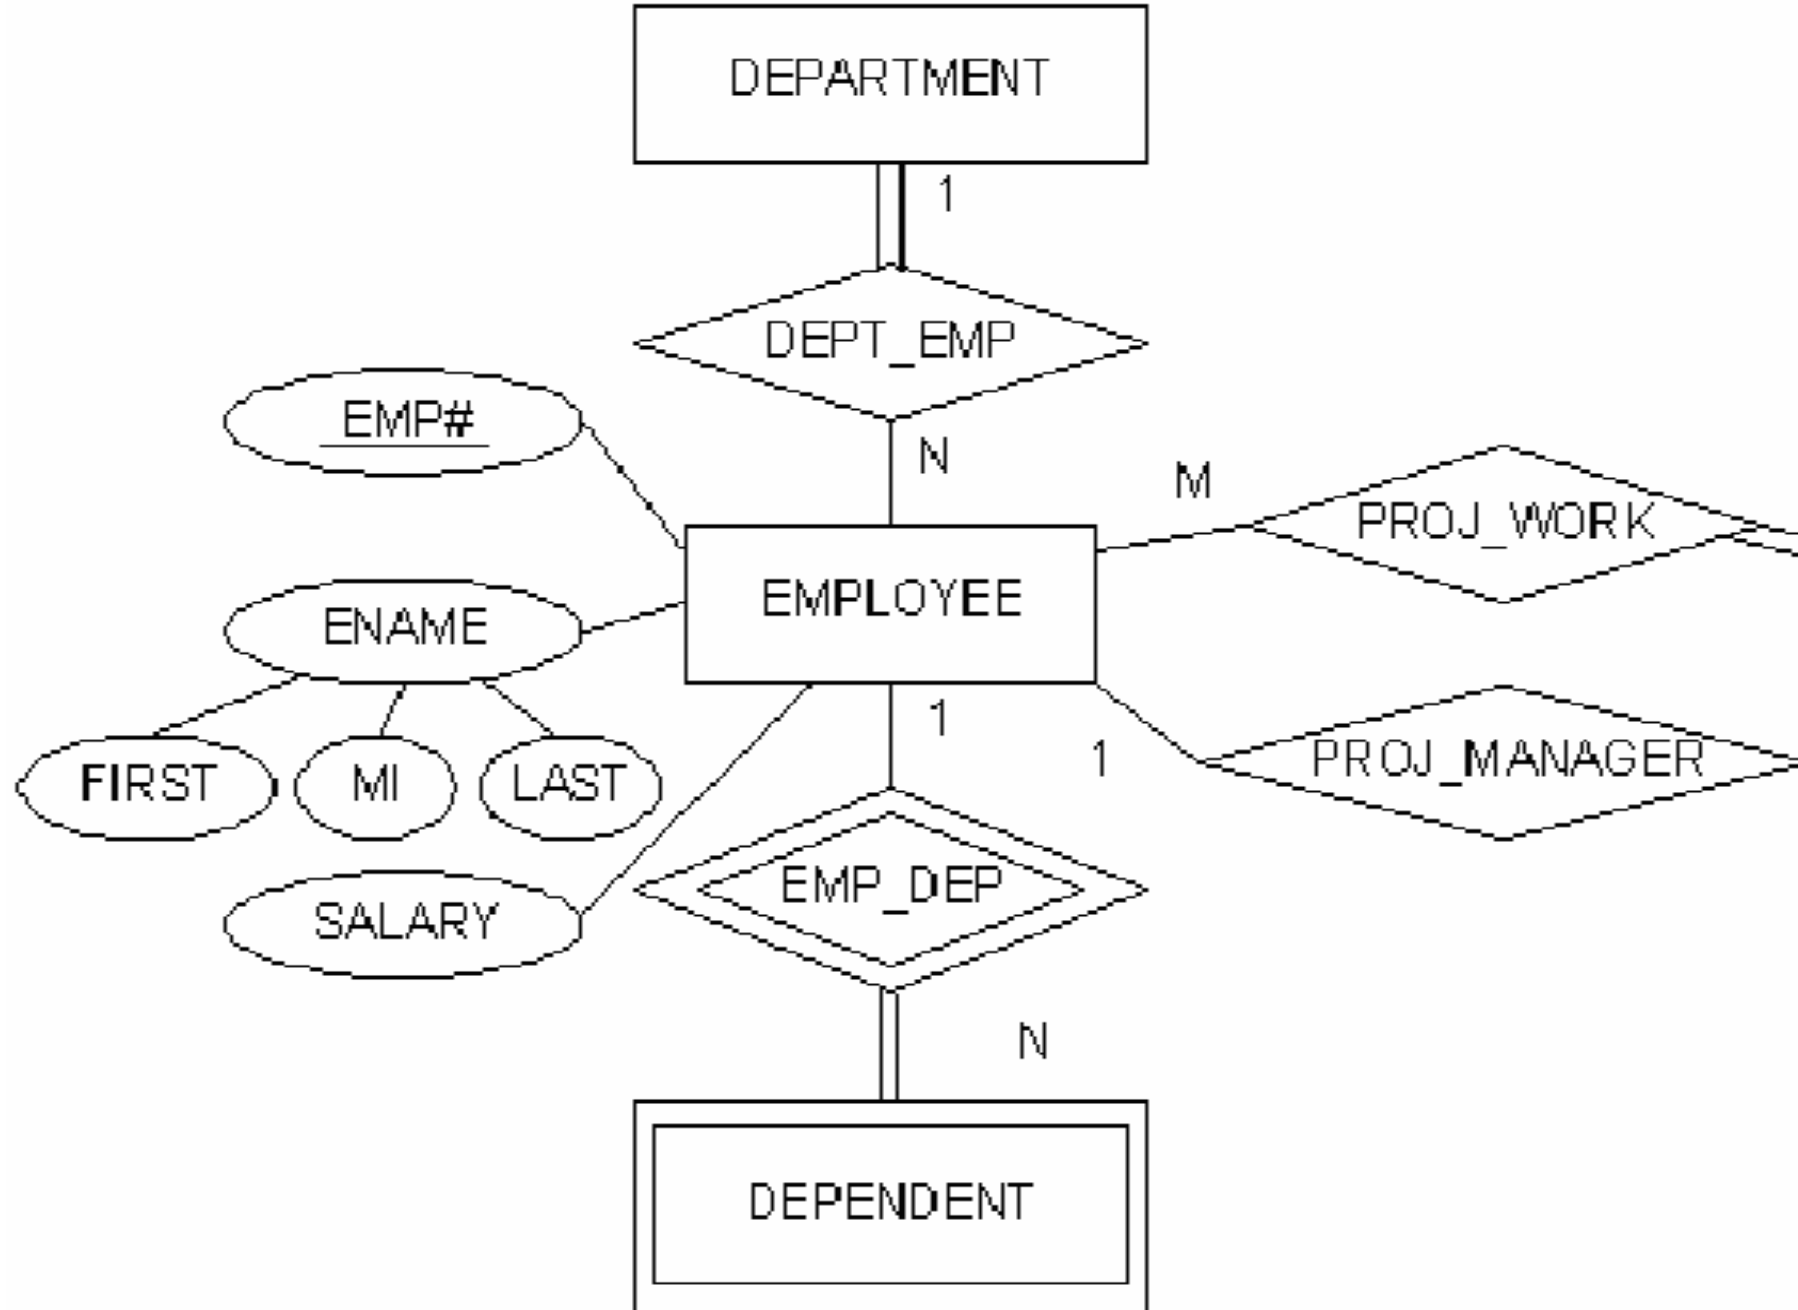 DEPARTMENT
1
DEPT_EMP
EMP#
N
M
PROJ_WORK
EMPLOYEE
ENAME
1
1
PROJ_MANAGER
FIRST
MI
LAST
EMP_DEP
SALARY
N
DEPENDENT